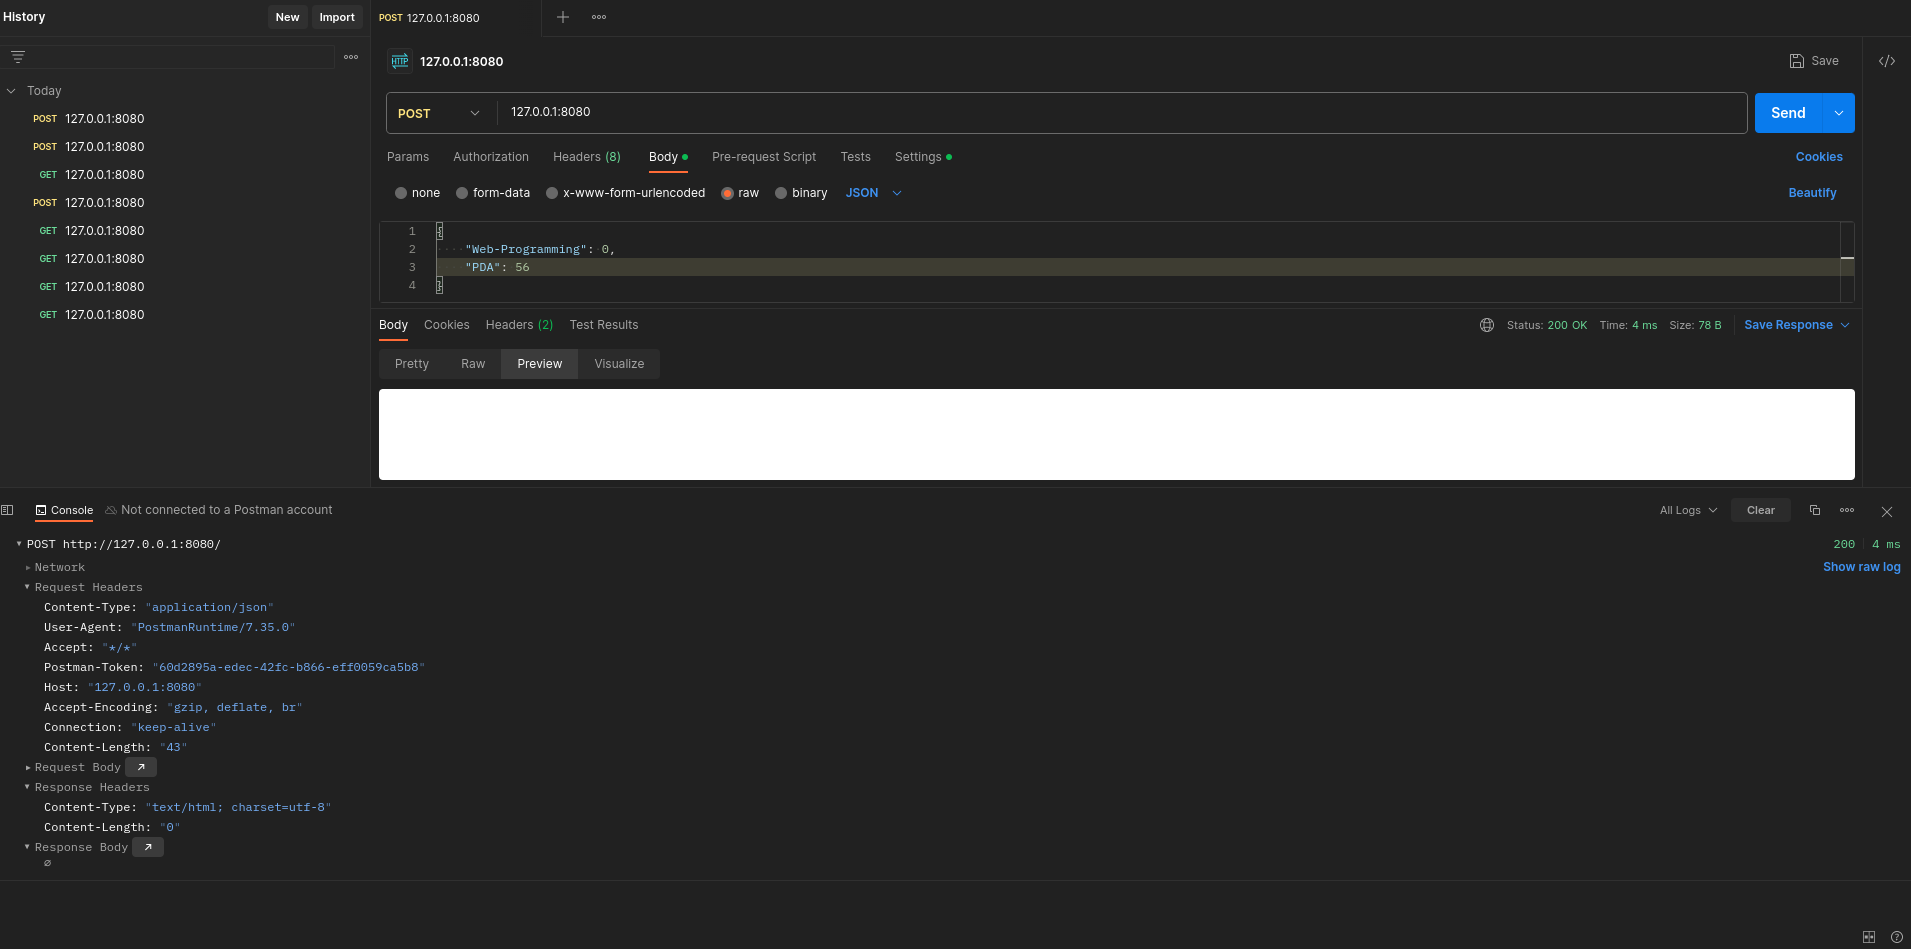 History
New
Import
POST 127.0.0.1:8080
Today
POST 127.0.0.1:8080
POST 127.0.0.1:8080
GET 127.0.0.1:8080
POST 127.0.0.1:8080
GET 127.0.0.1:8080
GET 127.0.0.1:8080
GET 127.0.0.1:8080
GET 127.0.0.1:8080
HTTP 127.0.0.1:8080
Save
</>
POST 127.0.0.1:8080
Send
Params Authorization Headers (8) Body Pre-request Script Tests Settings Cookies
none form-data x-www-form-urlencoded raw binary JSON Beautify
1 {
2 "Web-Programming": 0,
3 "PDA": 56
4 }
Body Cookies Headers (2) Test Results Status: 200 OK Time: 4 ms Size: 78 B Save Response
Pretty Raw Preview Visualize
Console Not connected to a Postman account All Logs Clear
POST http://127.0.0.1:8080/ 200 4 ms
Network Show raw log
Request Headers
Content-Type: "application/json"
User-Agent: "PostmanRuntime/7.35.0"
Accept: "*/*"
Postman-Token: "60d2895a-edec-42fc-b866-eff0059ca5b8"
Host: "127.0.0.1:8080"
Accept-Encoding: "gzip, deflate, br"
Connection: "keep-alive"
Content-Length: "43"
Request Body
Response Headers
Content-Type: "text/html; charset=utf-8"
Content-Length: "0"
Response Body
∅